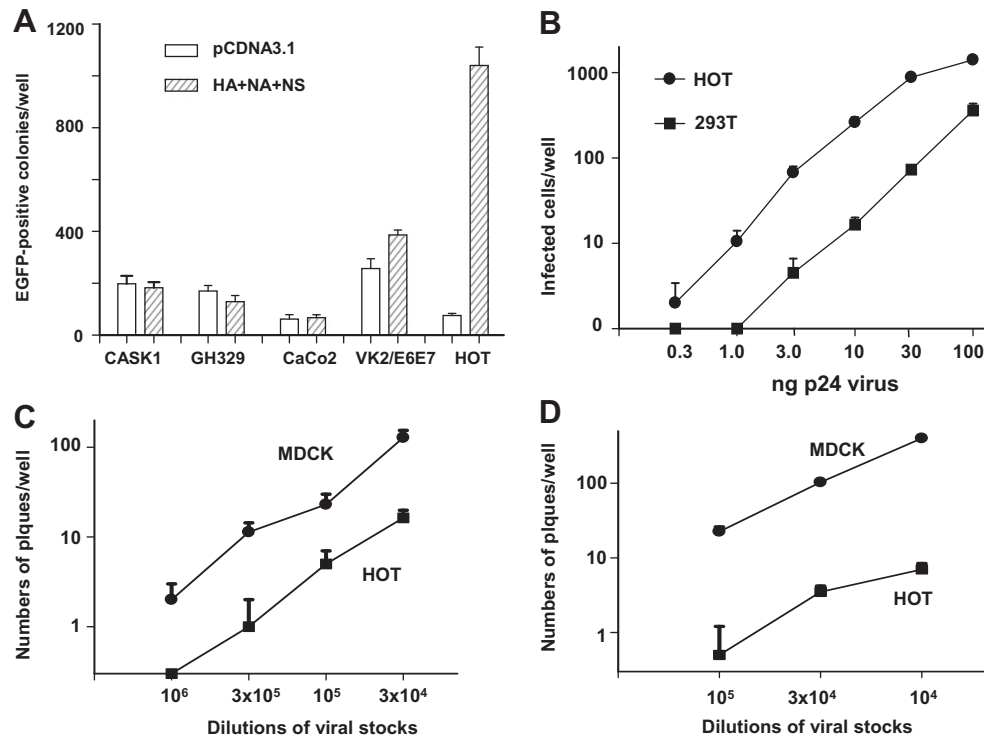 A
1200
800
400
0
EGFP-positive colonies/well
pCDNA3.1
HA+NA+NS
CASK1 GH329 CaCo2 VK2/E6E7 HOT
B
1000
100
10
0
Infected cells/well
HOT
293T
0.3 1.0 3.0 10 30 100
ng p24 virus
C
100
10
1
Numbers of plques/well
MDCK
HOT
10⁶ 3x10⁵ 10⁵ 3x10⁴
Dilutions of viral stocks
D
100
10
1
Numbers of plques/well
MDCK
HOT
10⁵ 3x10⁴ 10⁴
Dilutions of viral stocks